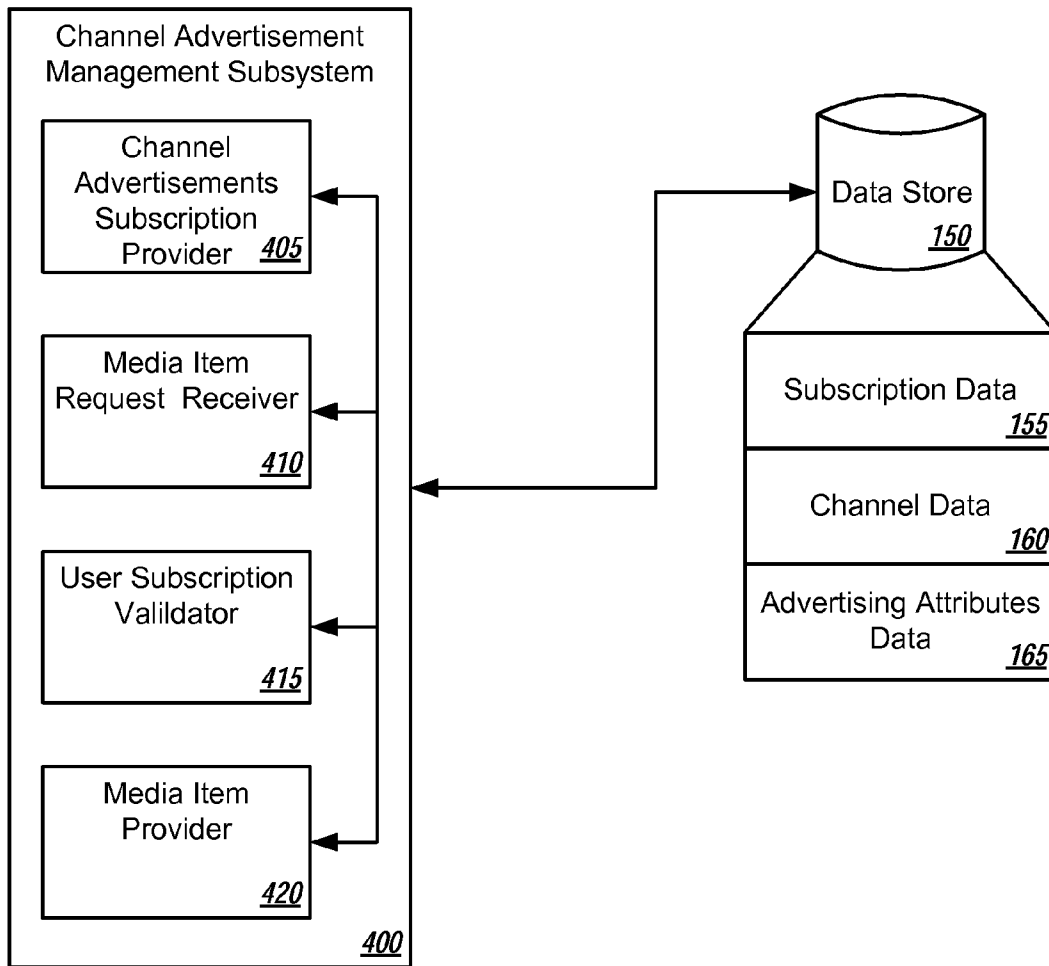 Channel Advertisement
Management Subsystem
Channel
Advertisements
Subscription
Provider
405
Media Item
Request Receiver
410
User Subscription
Valildator
415
Media Item
Provider
420
400
Data Store
150
Subscription Data
155
Channel Data
160
Advertising Attributes
Data
165